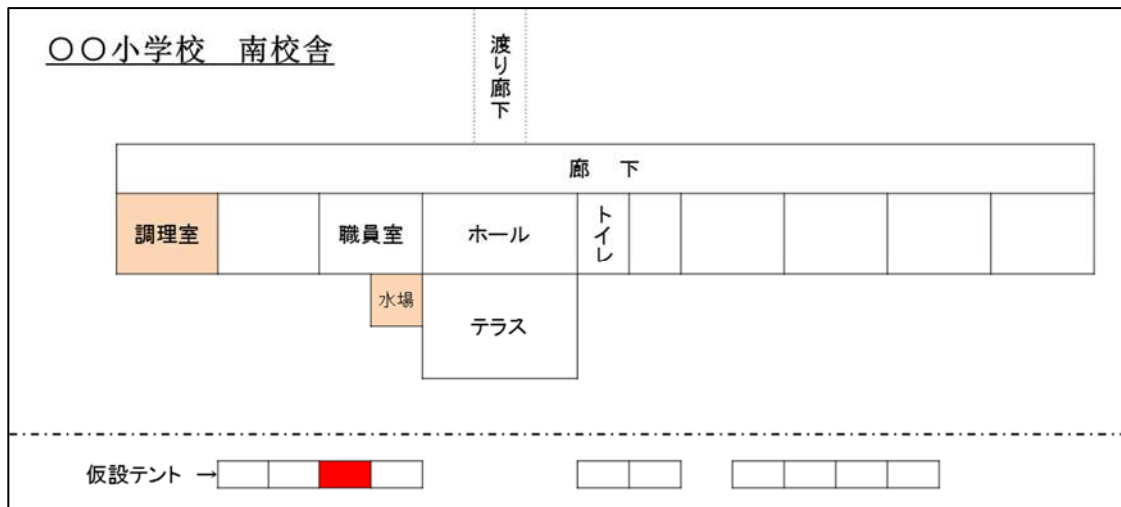 〇〇小学校 南校舎
渡り廊下
廊 下
調理室
職員室
ホール
トイレ
水場
テラス
仮設テント →